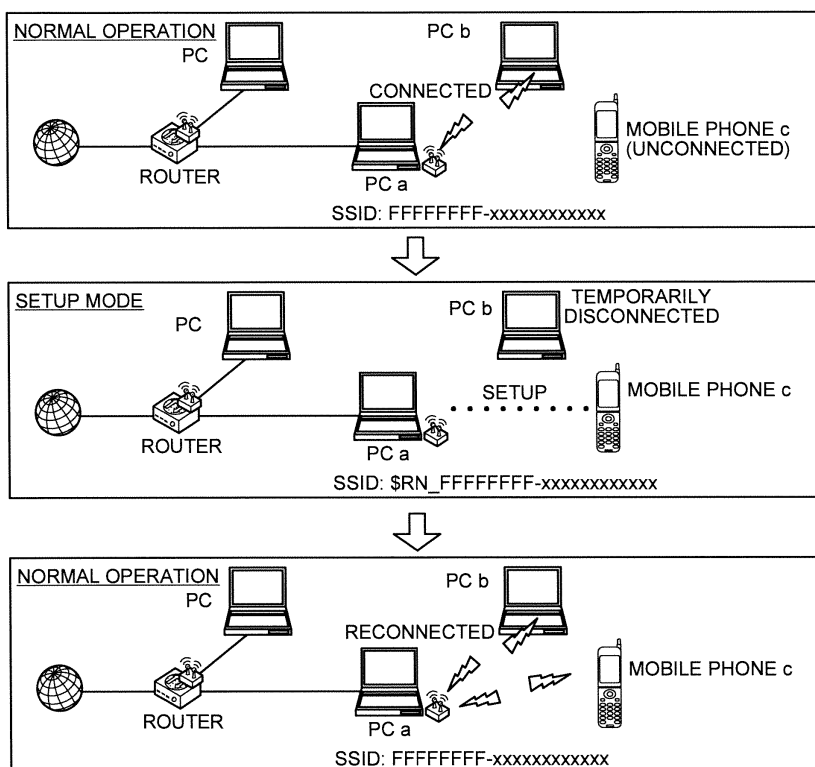 NORMAL OPERATION
PC
PC b
CONNECTED
MOBILE PHONE c
(UNCONNECTED)
ROUTER
PC a
SSID: FFFFFFFF-xxxxxxxxxxxx
SETUP MODE
PC
PC b
TEMPORARILY
DISCONNECTED
SETUP
MOBILE PHONE c
ROUTER
PC a
SSID: $RN_FFFFFFFF-xxxxxxxxxxxx
NORMAL OPERATION
PC
PC b
RECONNECTED
MOBILE PHONE c
ROUTER
PC a
SSID: FFFFFFFF-xxxxxxxxxxxx